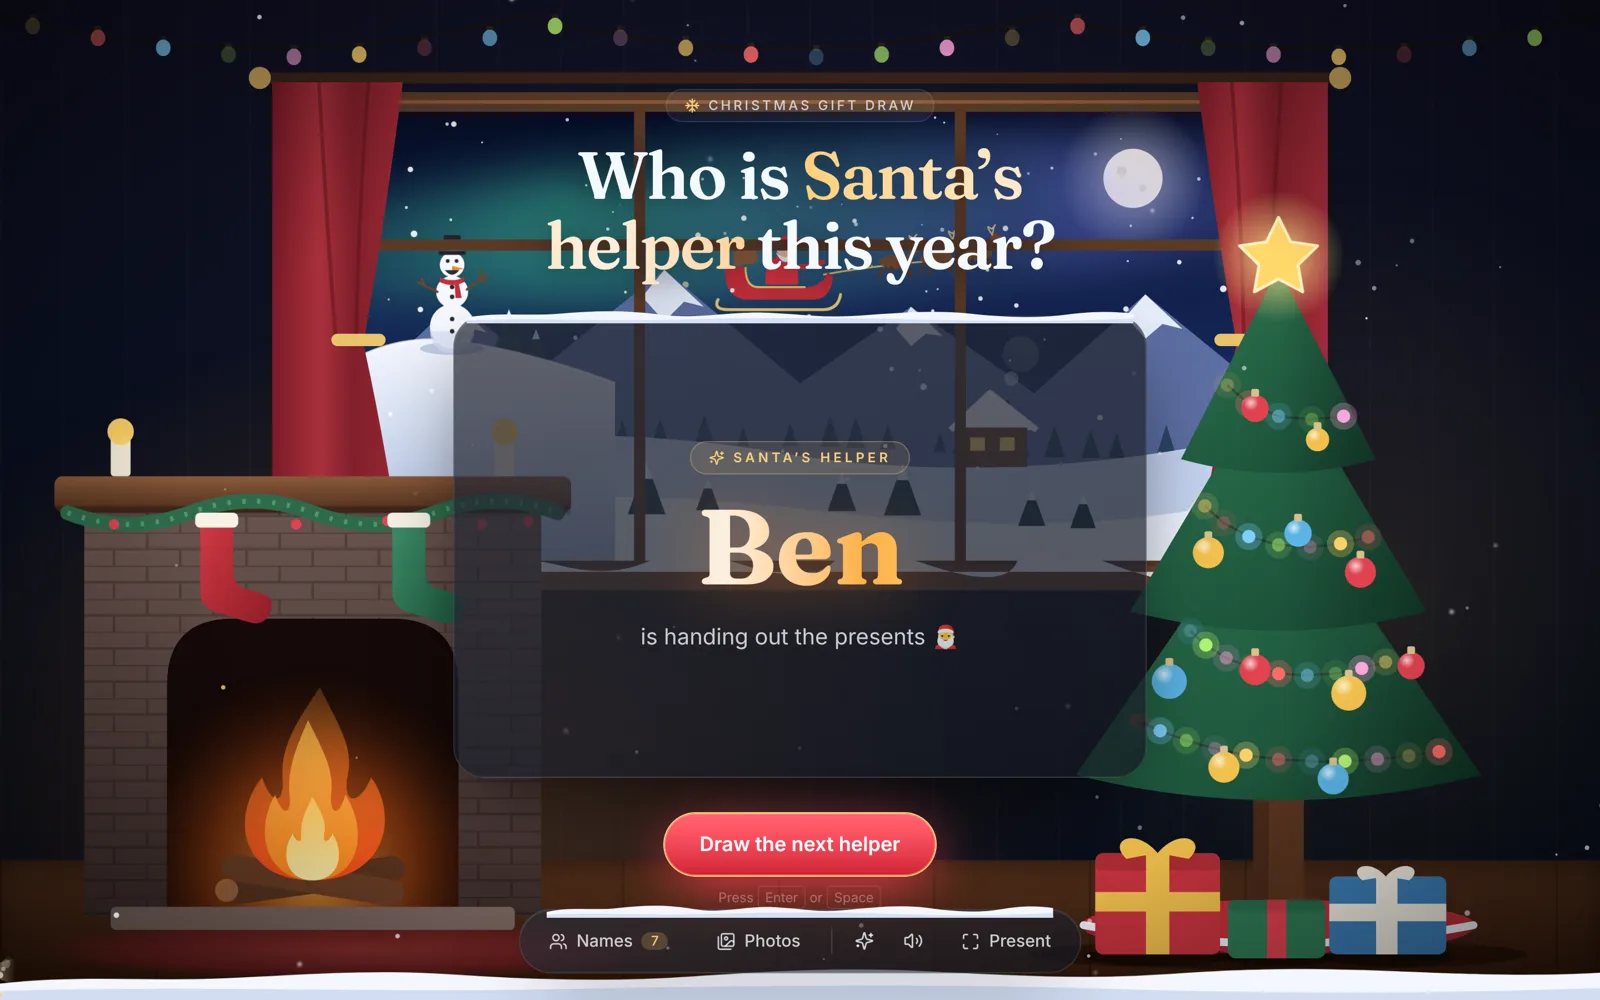 CHRISTMAS GIFT DRAW
Who is Santa’s
helper this year?
SANTA’S HELPER
Ben
is handing out the presents 🎅
Draw the next helper
Press Enter or Space
Names 7
Photos
Present